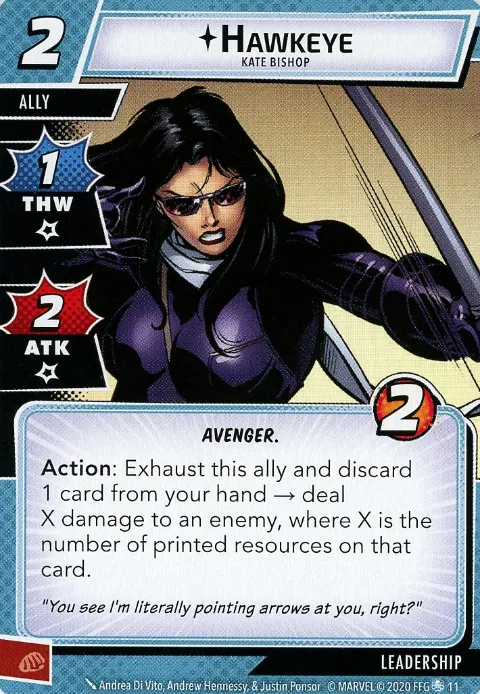 2
HAWKEYE
KATE BISHOP
ALLY
1
THW
2
ATK
2
AVENGER.
Action: Exhaust this ally and discard
1 card from your hand → deal
X damage to an enemy, where X is the
number of printed resources on that
card.
"You see I'm literally pointing arrows at you, right?"
LEADERSHIP
Andrea Di Vito, Andrew Hennessy, & Justin Ponsor © MARVEL © 2020 FFG 11